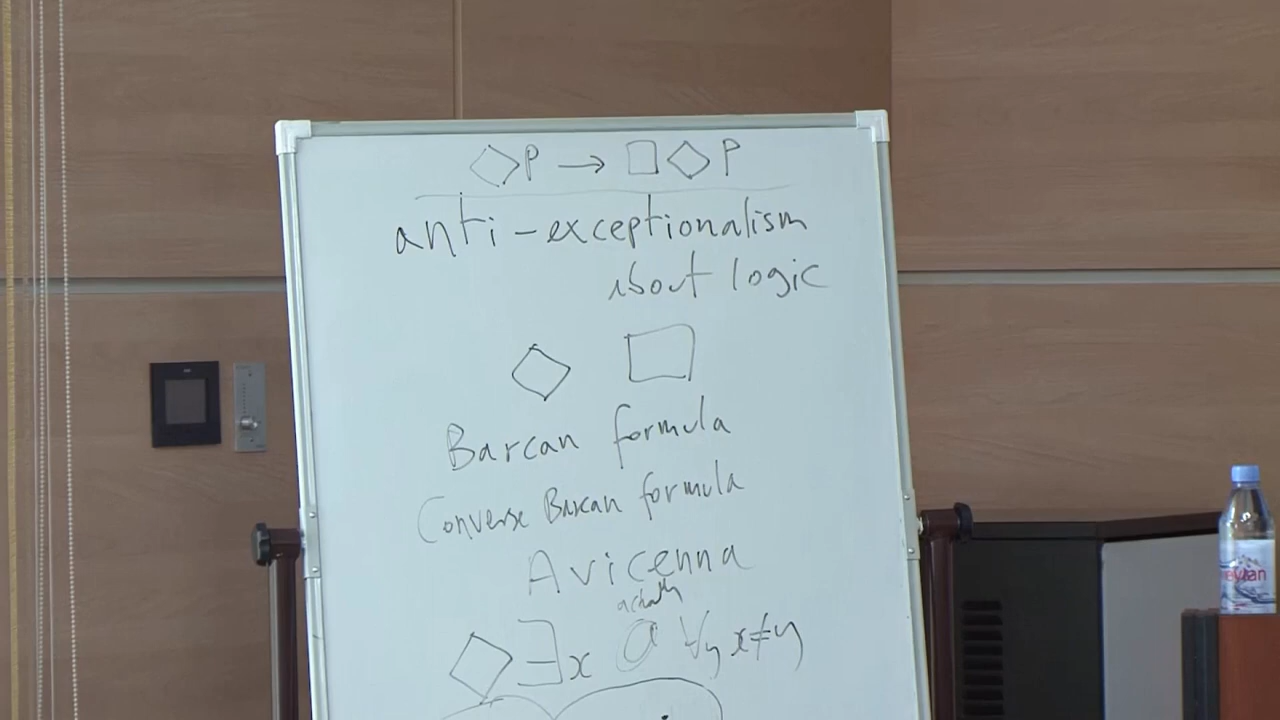 ◇P → □◇P
anti-exceptionalism
about logic
◇ □
Barcan formula
Converse Barcan formula
Avicenna
actually
◇∃x @ ∀y x≠y